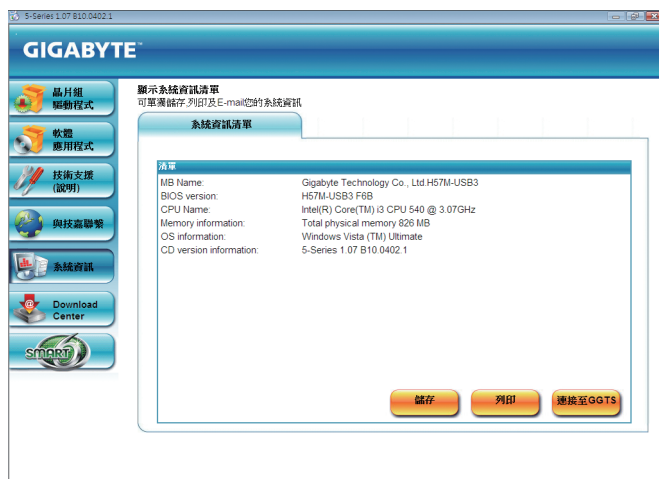 5-Series 1.07 B10.0402.1
GIGABYTE™
晶片組
驅動程式
軟體
應用程式
技術支援
(說明)
與技嘉聯繫
系統資訊
Download
Center
SMART6
顯示系統資訊清單
可單獨儲存,列印及E-mail您的系統資訊
系統資訊清單
清單
MB Name: Gigabyte Technology Co., Ltd.H57M-USB3
BIOS version: H57M-USB3 F6B
CPU Name: Intel(R) Core(TM) i3 CPU 540 @ 3.07GHz
Memory information: Total physical memory 826 MB
OS information: Windows Vista (TM) Ultimate
CD version information: 5-Series 1.07 B10.0402.1
儲存 列印 連接至GGTS